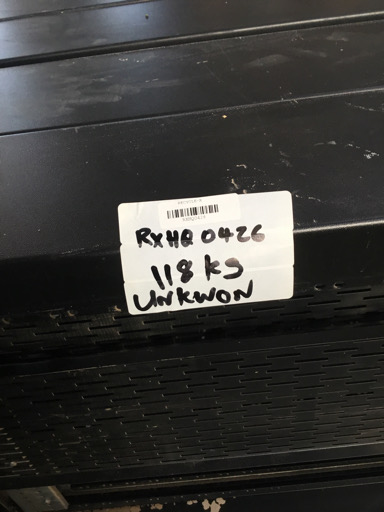 RXHQ 0426
118 KG
UNKWON